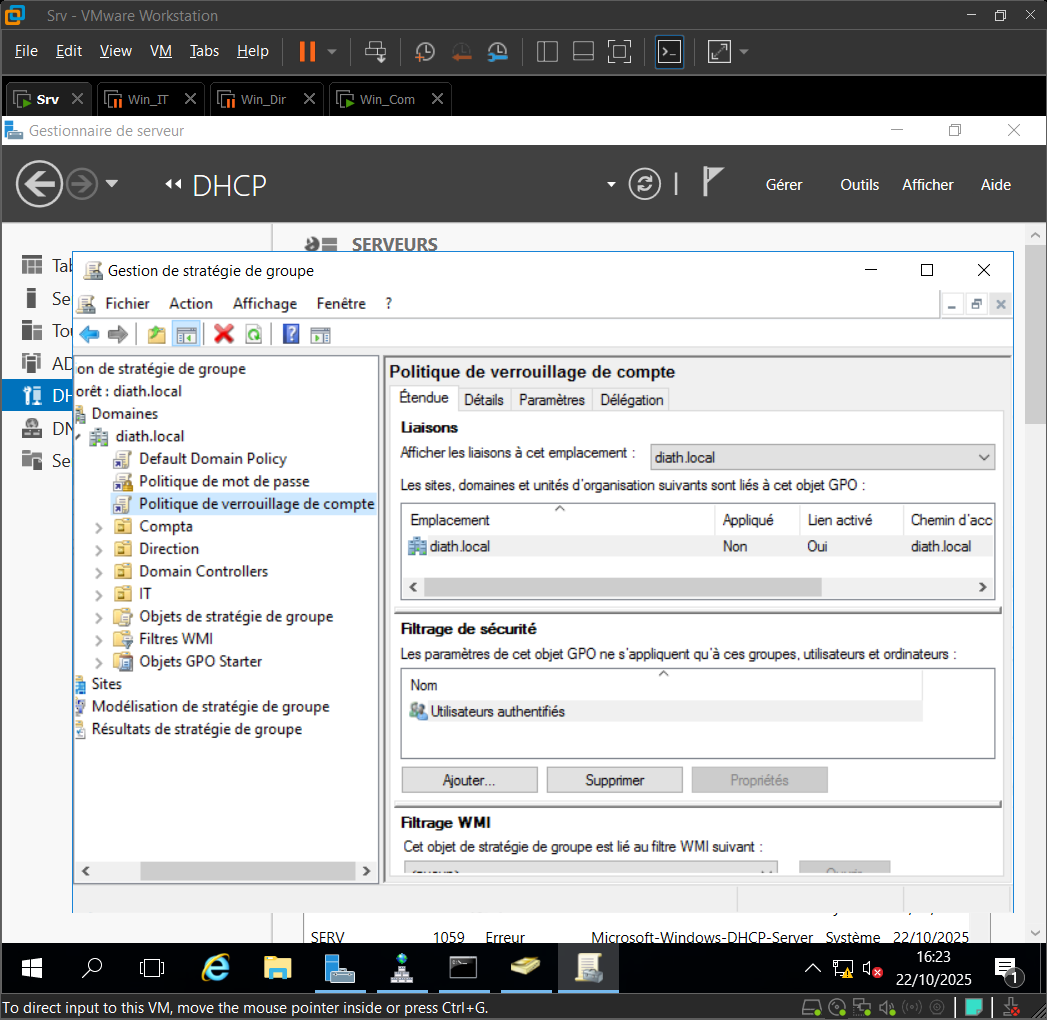 Srv - VMware Workstation
File Edit View VM Tabs Help
Srv Win_IT Win_Dir Win_Com
Gestionnaire de serveur
DHCP Gérer Outils Afficher Aide
SERVEURS
Gestion de stratégie de groupe
Fichier Action Affichage Fenêtre ?
on de stratégie de groupe
orêt : diath.local
Domaines
diath.local
Default Domain Policy
Politique de mot de passe
Politique de verrouillage de compte
Compta
Direction
Domain Controllers
IT
Objets de stratégie de groupe
Filtres WMI
Objets GPO Starter
Sites
Modélisation de stratégie de groupe
Résultats de stratégie de groupe
Politique de verrouillage de compte
Étendue Détails Paramètres Délégation
Liaisons
Afficher les liaisons à cet emplacement : diath.local
Les sites, domaines et unités d'organisation suivants sont liés à cet objet GPO :
Emplacement Appliqué Lien activé Chemin d'acc
diath.local Non Oui diath.local
Filtrage de sécurité
Les paramètres de cet objet GPO ne s'appliquent qu'à ces groupes, utilisateurs et ordinateurs :
Nom
Utilisateurs authentifiés
Ajouter... Supprimer Propriétés
Filtrage WMI
Cet objet de stratégie de groupe est lié au filtre WMI suivant :
SERV 1059 Erreur Microsoft-Windows-DHCP-Server Système 22/10/2025
16:23
22/10/2025
1
To direct input to this VM, move the mouse pointer inside or press Ctrl+G.